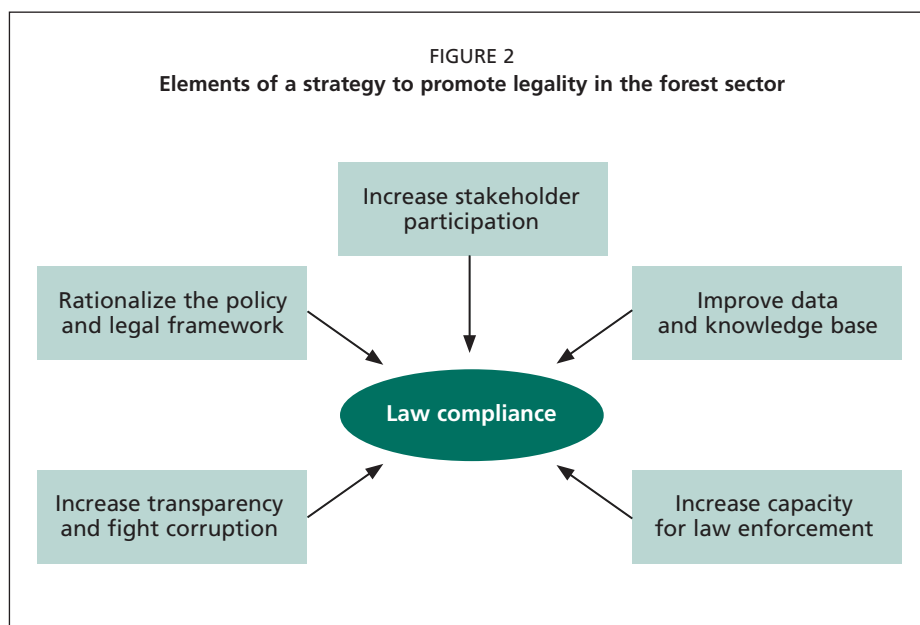 FIGURE 2
Elements of a strategy to promote legality in the forest sector
Increase stakeholder
participation
Rationalize the policy
and legal framework
Improve data
and knowledge base
Law compliance
Increase transparency
and fight corruption
Increase capacity
for law enforcement